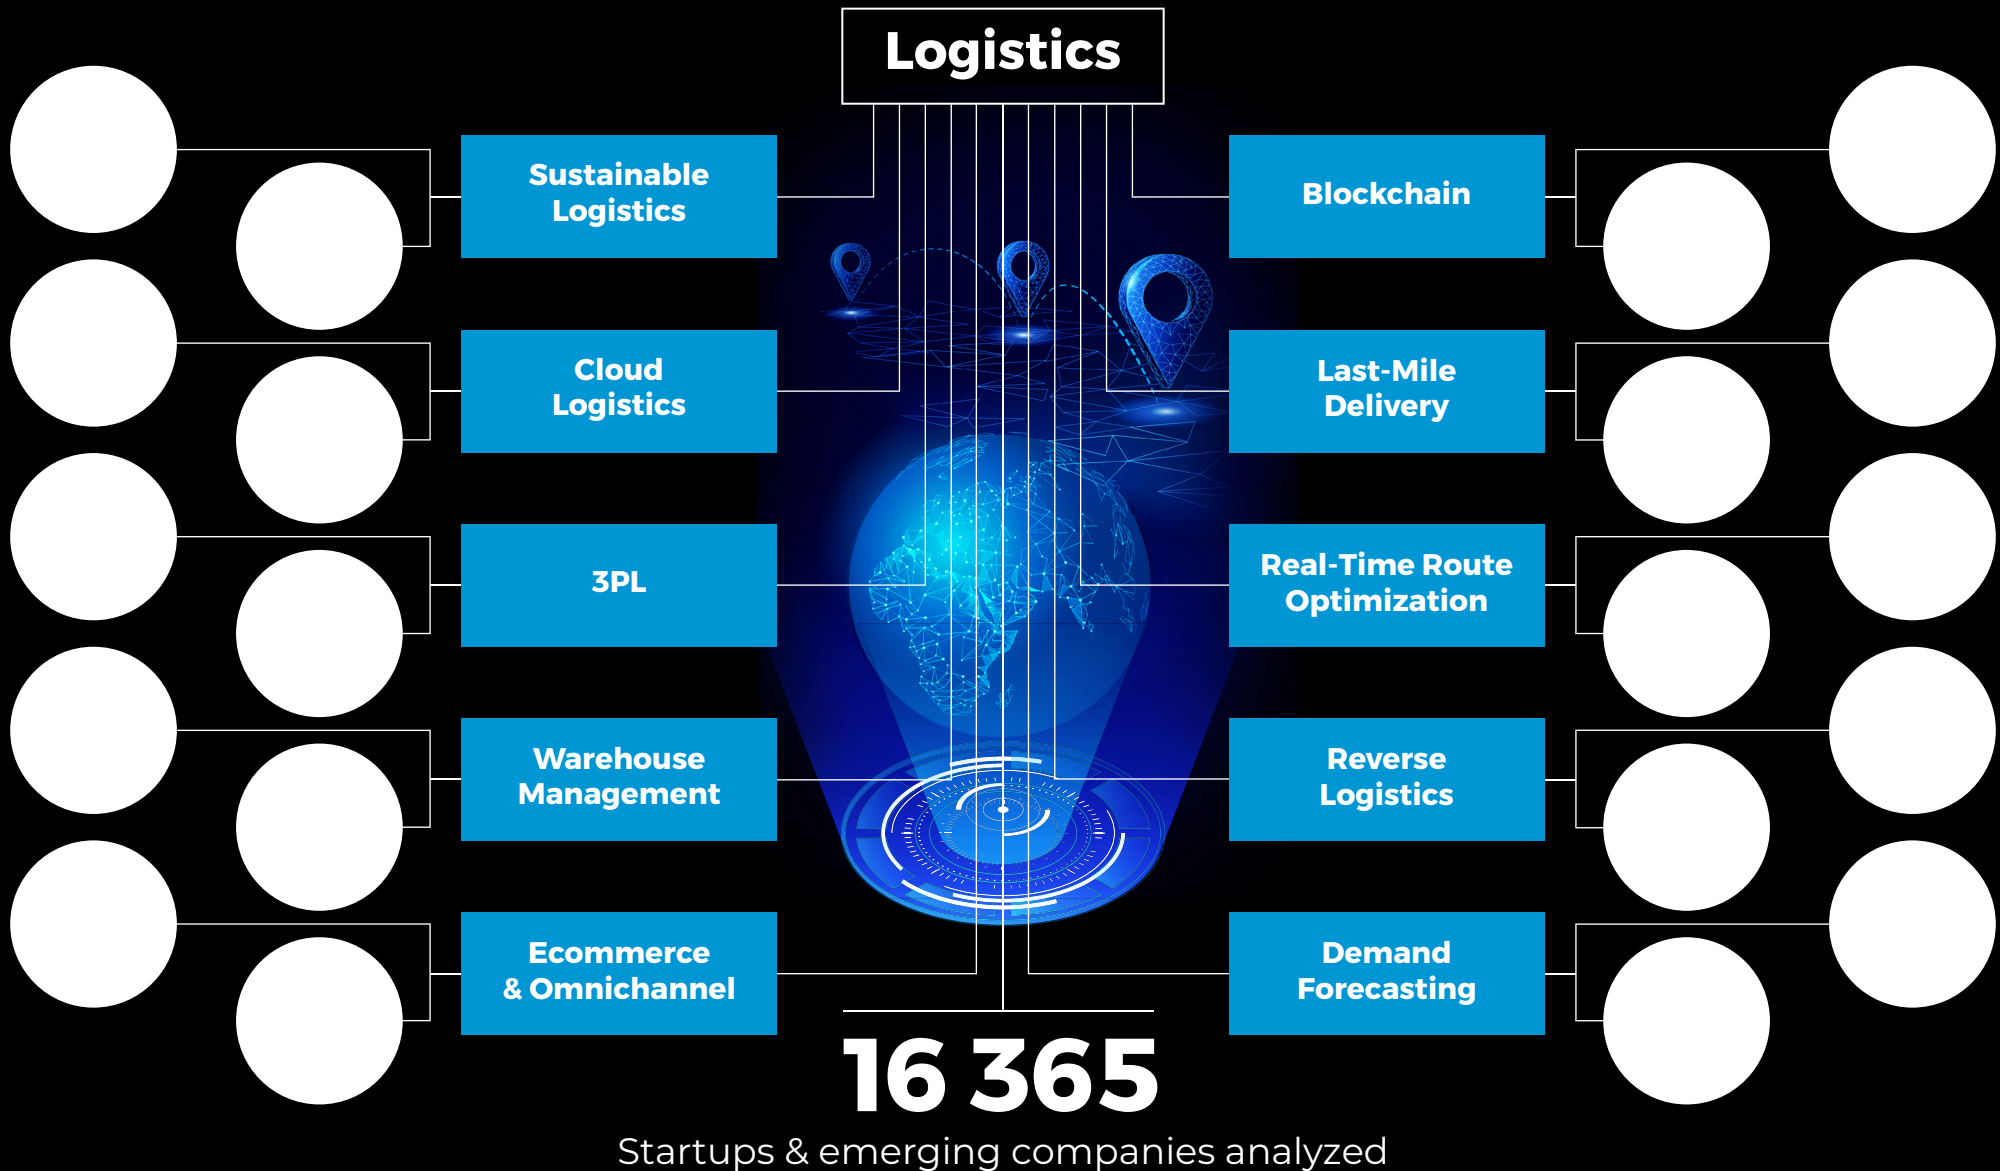 Logistics
Sustainable
Logistics
Cloud
Logistics
3PL
Warehouse
Management
Ecommerce
& Omnichannel
Blockchain
Last-Mile
Delivery
Real-Time Route
Optimization
Reverse
Logistics
Demand
Forecasting
16 365
Startups & emerging companies analyzed